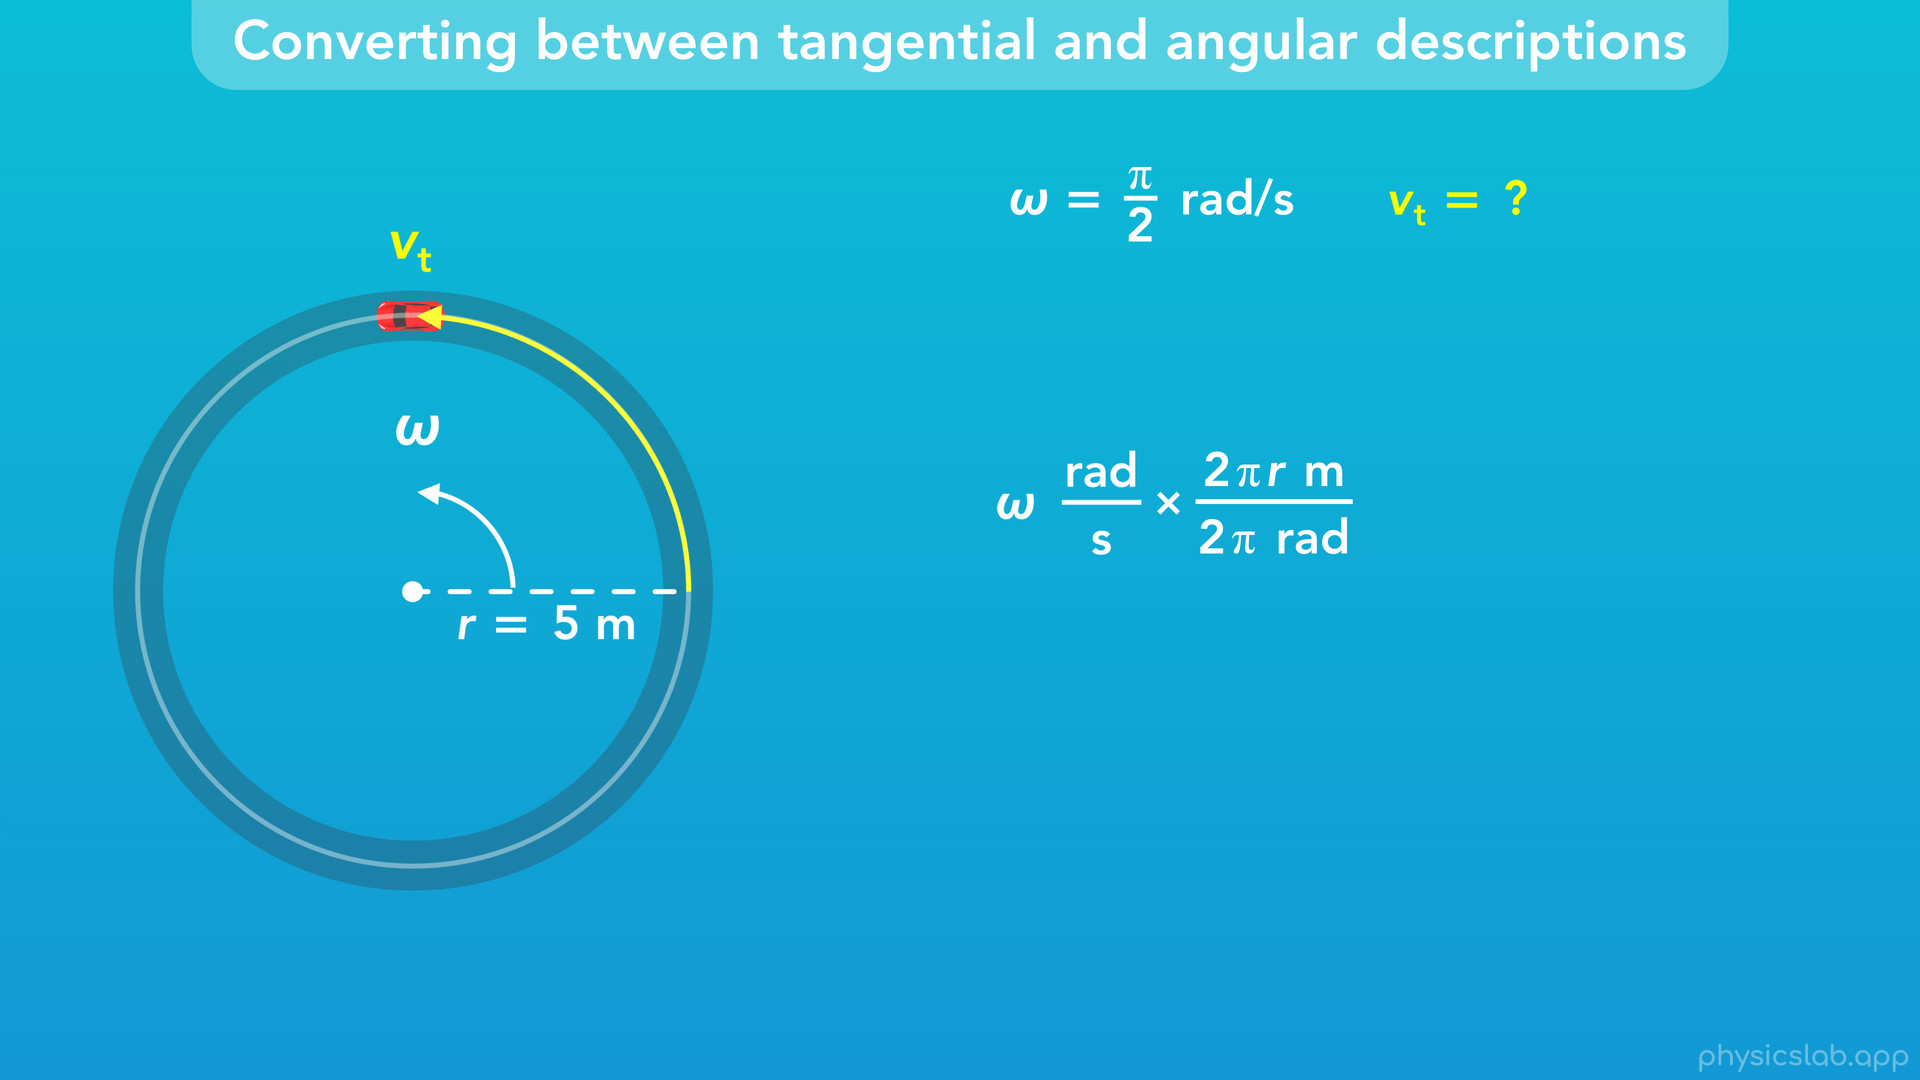 Converting between tangential and angular descriptions
ω = π/2 rad/s    vₜ = ?
vₜ
ω
r = 5 m
ω rad/s × 2πr m/2π rad
physicslab.app